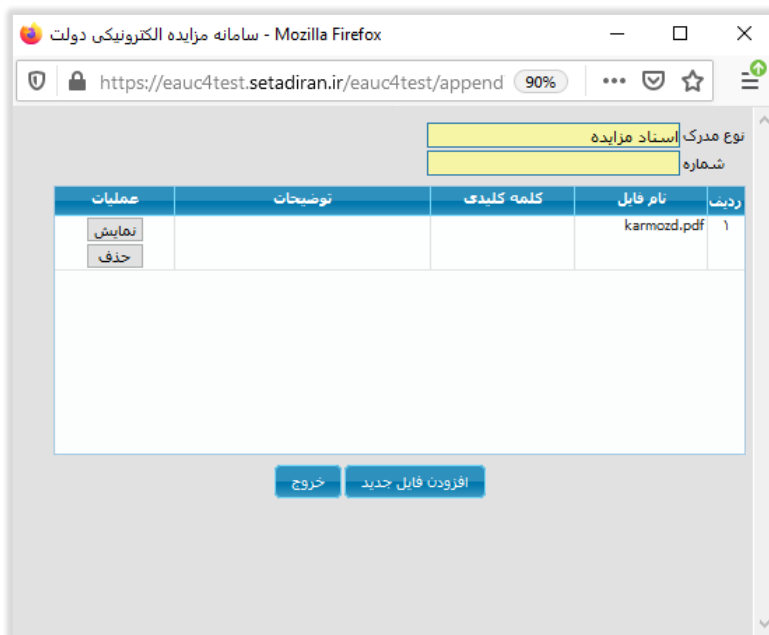 سامانه مزایده الکترونیکی دولت - Mozilla Firefox
https://eauc4test.setadiran.ir/eauc4test/append 90%
نوع مدرک اسناد مزایده
شماره
ردیف نام فایل کلمه کلیدی توضیحات عملیات
۱ karmozd.pdf نمایش
حذف
افزودن فایل جدید خروج